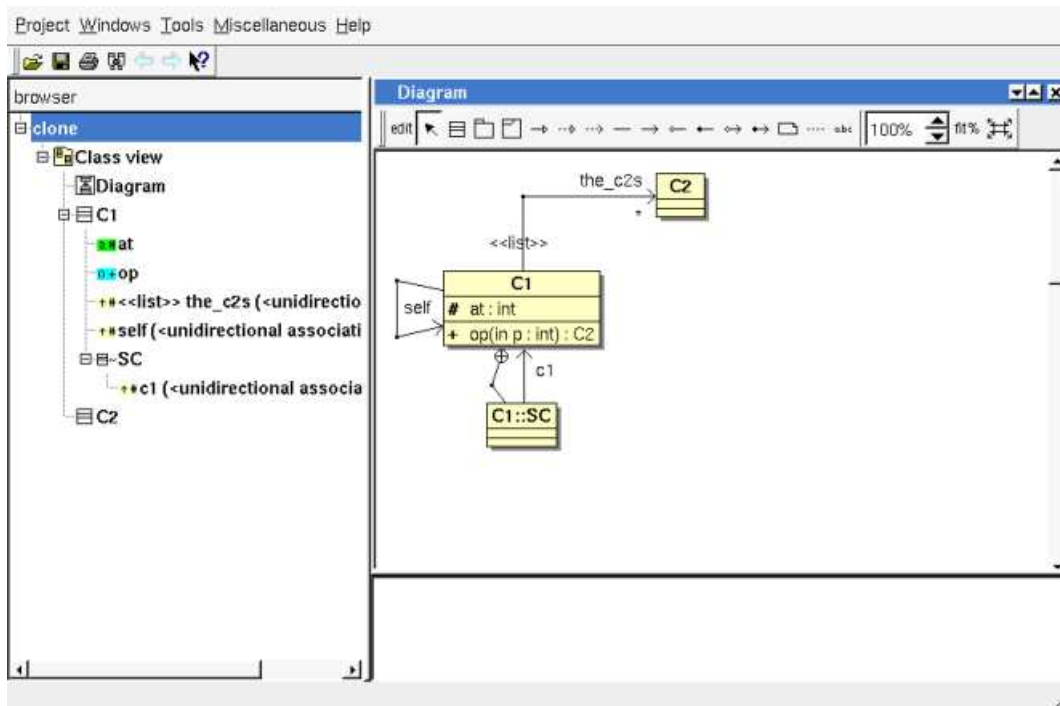 Project Windows Tools Miscellaneous Help
browser
clone
Class view
Diagram
C1
at
op
<<list>> the_c2s (<unidirectio
self (<unidirectional associati
SC
c1 (<unidirectional associa
C2
Diagram
edit abc 100% fit%
the_c2s C2
*
<<list>>
C1
self # at : int
+ op(in p : int) : C2
c1
C1::SC